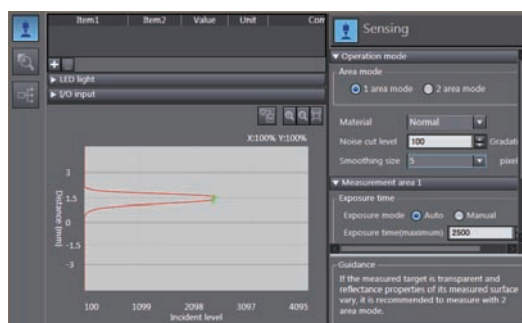 Item1 Item2 Value Unit Com
LED light
I/O input
X:100% Y:100%
Distance (mm)
3
1.5
0
-1.5
-3
100 1099 2098 3097 4095
Incident level
Sensing
Operation mode
Area mode
1 area mode 2 area mode
Material Normal
Noise cut level 100 Gradati
Smoothing size 5 pixel
Measurement area 1
Exposure time
Exposure mode Auto Manual
Exposure time(maximum) 2500
Guidance
If the measured target is transparent and
reflectance properties of its measured surface
vary, it is recommended to measure with 2
area mode.